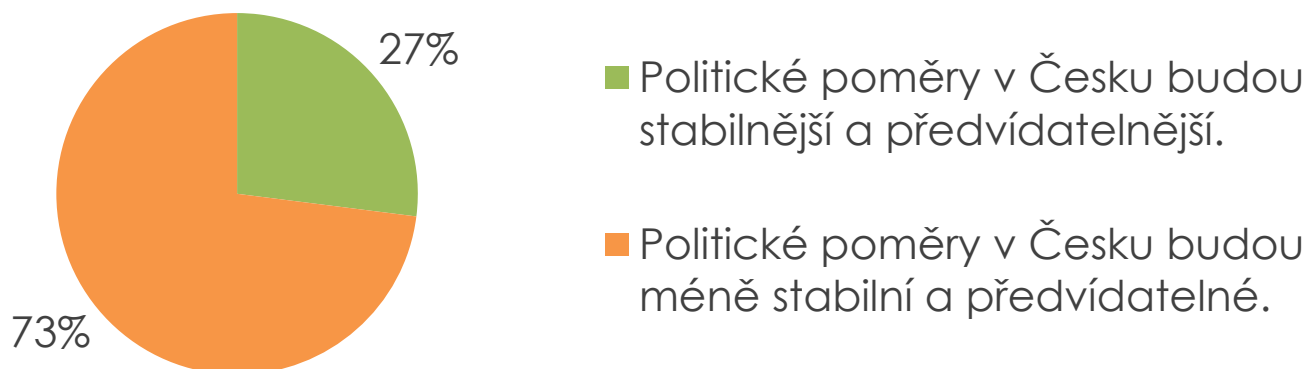 27%
Politické poměry v Česku budou
stabilnější a předvídatelnější.
Politické poměry v Česku budou
méně stabilní a předvídatelné.
73%